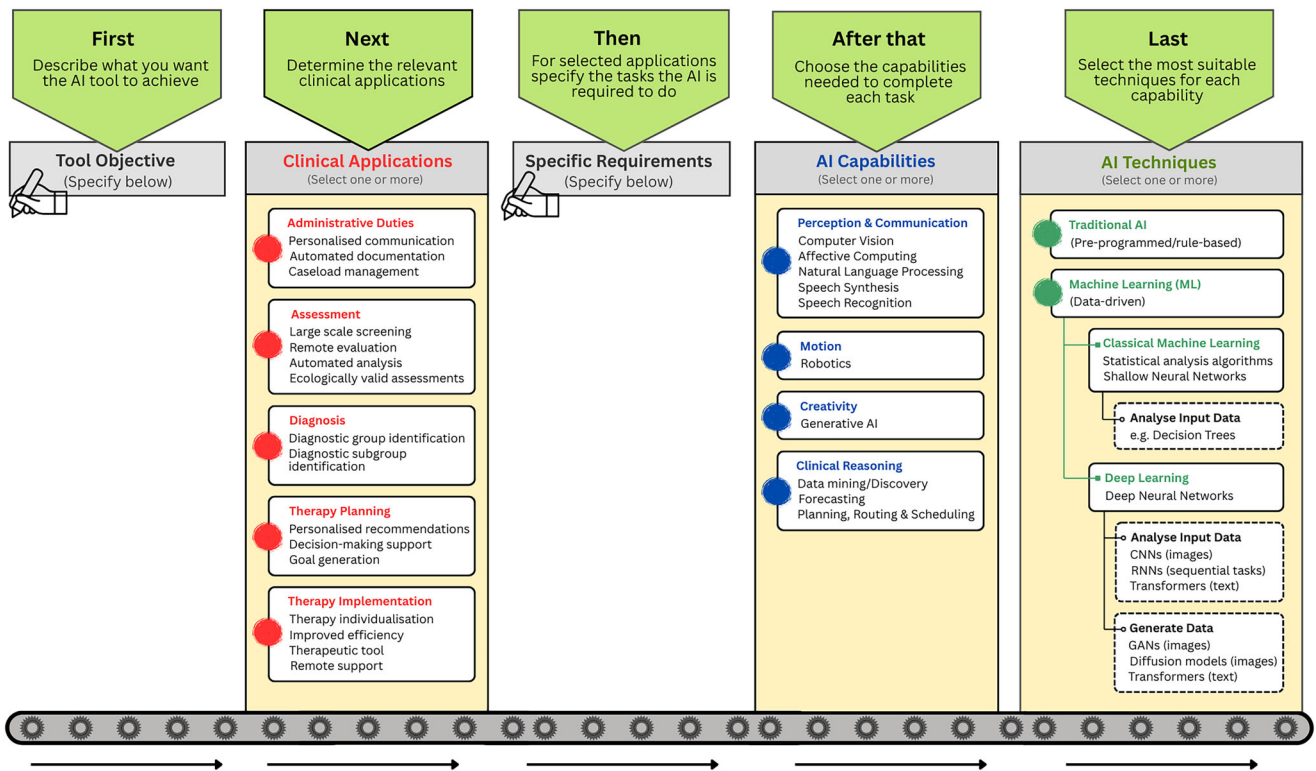 First
Describe what you want
the AI tool to achieve
Next
Determine the relevant
clinical applications
Then
For selected applications
specify the tasks the AI is
required to do
After that
Choose the capabilities
needed to complete
each task
Last
Select the most suitable
techniques for each
capability
Tool Objective
(Specify below)
Clinical Applications
(Select one or more)
Administrative Duties
Personalised communication
Automated documentation
Caseload management
Assessment
Large scale screening
Remote evaluation
Automated analysis
Ecologically valid assessments
Diagnosis
Diagnostic group identification
Diagnostic subgroup
identification
Therapy Planning
Personalised recommendations
Decision-making support
Goal generation
Therapy Implementation
Therapy individualisation
Improved efficiency
Therapeutic tool
Remote support
Specific Requirements
(Specify below)
AI Capabilities
(Select one or more)
Perception & Communication
Computer Vision
Affective Computing
Natural Language Processing
Speech Synthesis
Speech Recognition
Motion
Robotics
Creativity
Generative AI
Clinical Reasoning
Data mining/Discovery
Forecasting
Planning, Routing & Scheduling
AI Techniques
(Select one or more)
Traditional AI
(Pre-programmed/rule-based)
Machine Learning (ML)
(Data-driven)
Classical Machine Learning
Statistical analysis algorithms
Shallow Neural Networks
Analyse Input Data
e.g. Decision Trees
Deep Learning
Deep Neural Networks
Analyse Input Data
CNNs (images)
RNNs (sequential tasks)
Transformers (text)
Generate Data
GANs (images)
Diffusion models (images)
Transformers (text)